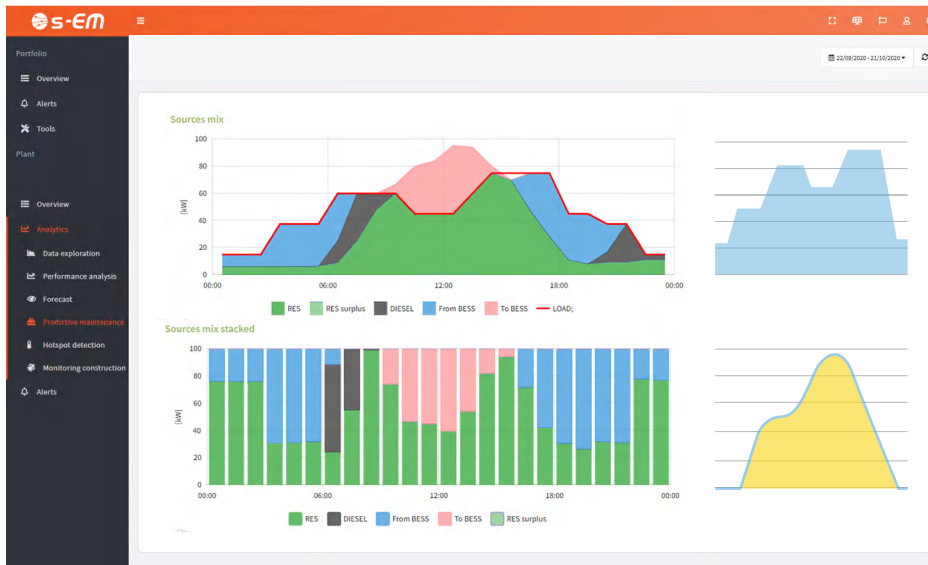 s-EM
Portfolio
Overview
Alerts
Tools
Plant
Overview
Analytics
Data exploration
Performance analysis
Forecast
Predictive maintenance
Hotspot detection
Monitoring construction
Alerts
22/09/2020 - 21/10/2020
Sources mix
100
80
60
40
20
0
[kW]
00:00 06:00 12:00 18:00 00:00
RES RES surplus DIESEL From BESS To BESS LOAD;
Sources mix stacked
100
80
60
40
20
0
[kW]
00:00 06:00 12:00 18:00 00:00
RES DIESEL From BESS To BESS RES surplus